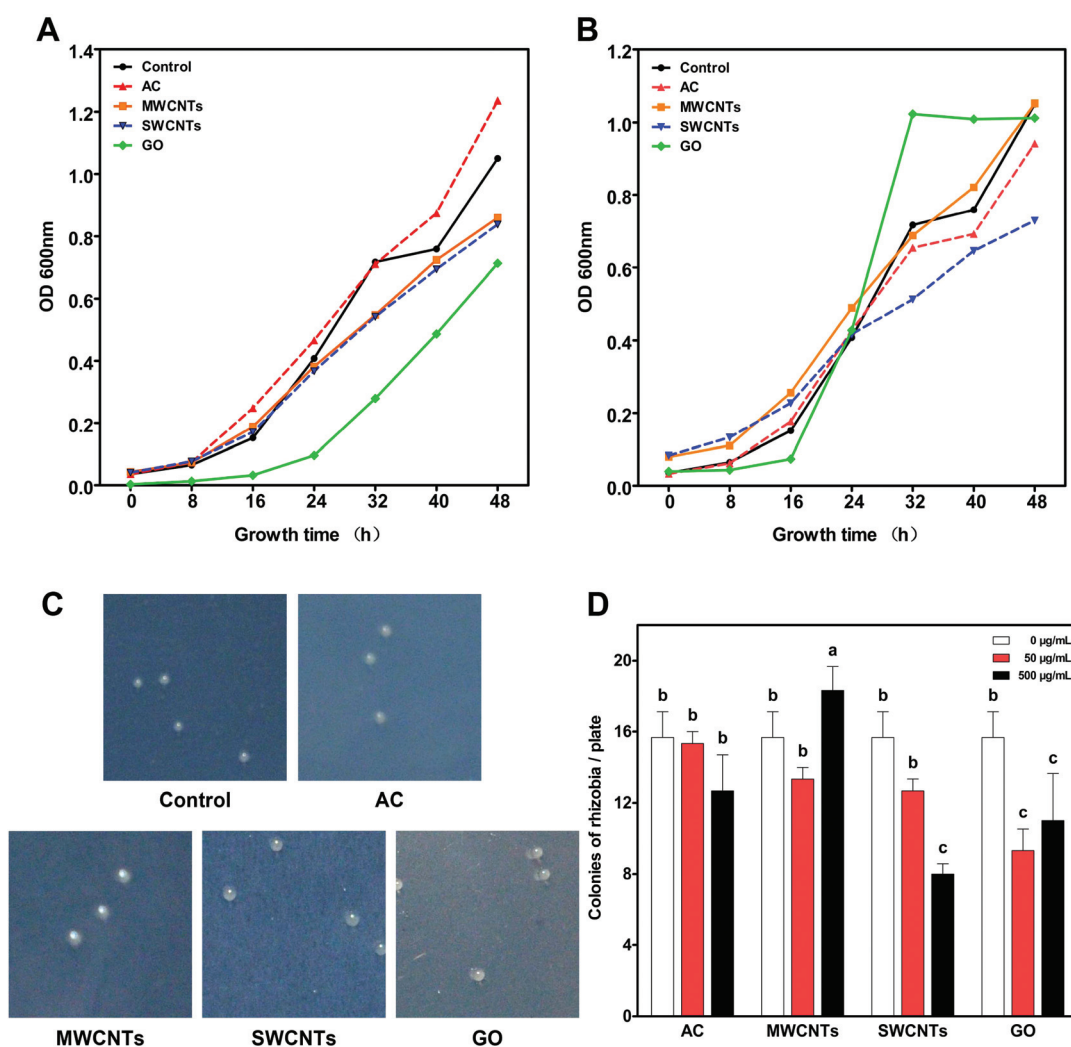 A
1.4
1.2
1.0
0.8
0.6
0.4
0.2
0.0
OD 600nm
Control
AC
MWCNTs
SWCNTs
GO
0 8 16 24 32 40 48
Growth time （h）
B
1.2
1.0
0.8
0.6
0.4
0.2
0.0
OD 600nm
Control
AC
MWCNTs
SWCNTs
GO
0 8 16 24 32 40 48
Growth time （h）
C
Control
AC
MWCNTs
SWCNTs
GO
D
20
16
12
8
4
0
Colonies of rhizobia / plate
0 µg/mL
50 µg/mL
500 µg/mL
b b b
b b a
b b c
b c c
AC MWCNTs SWCNTs GO